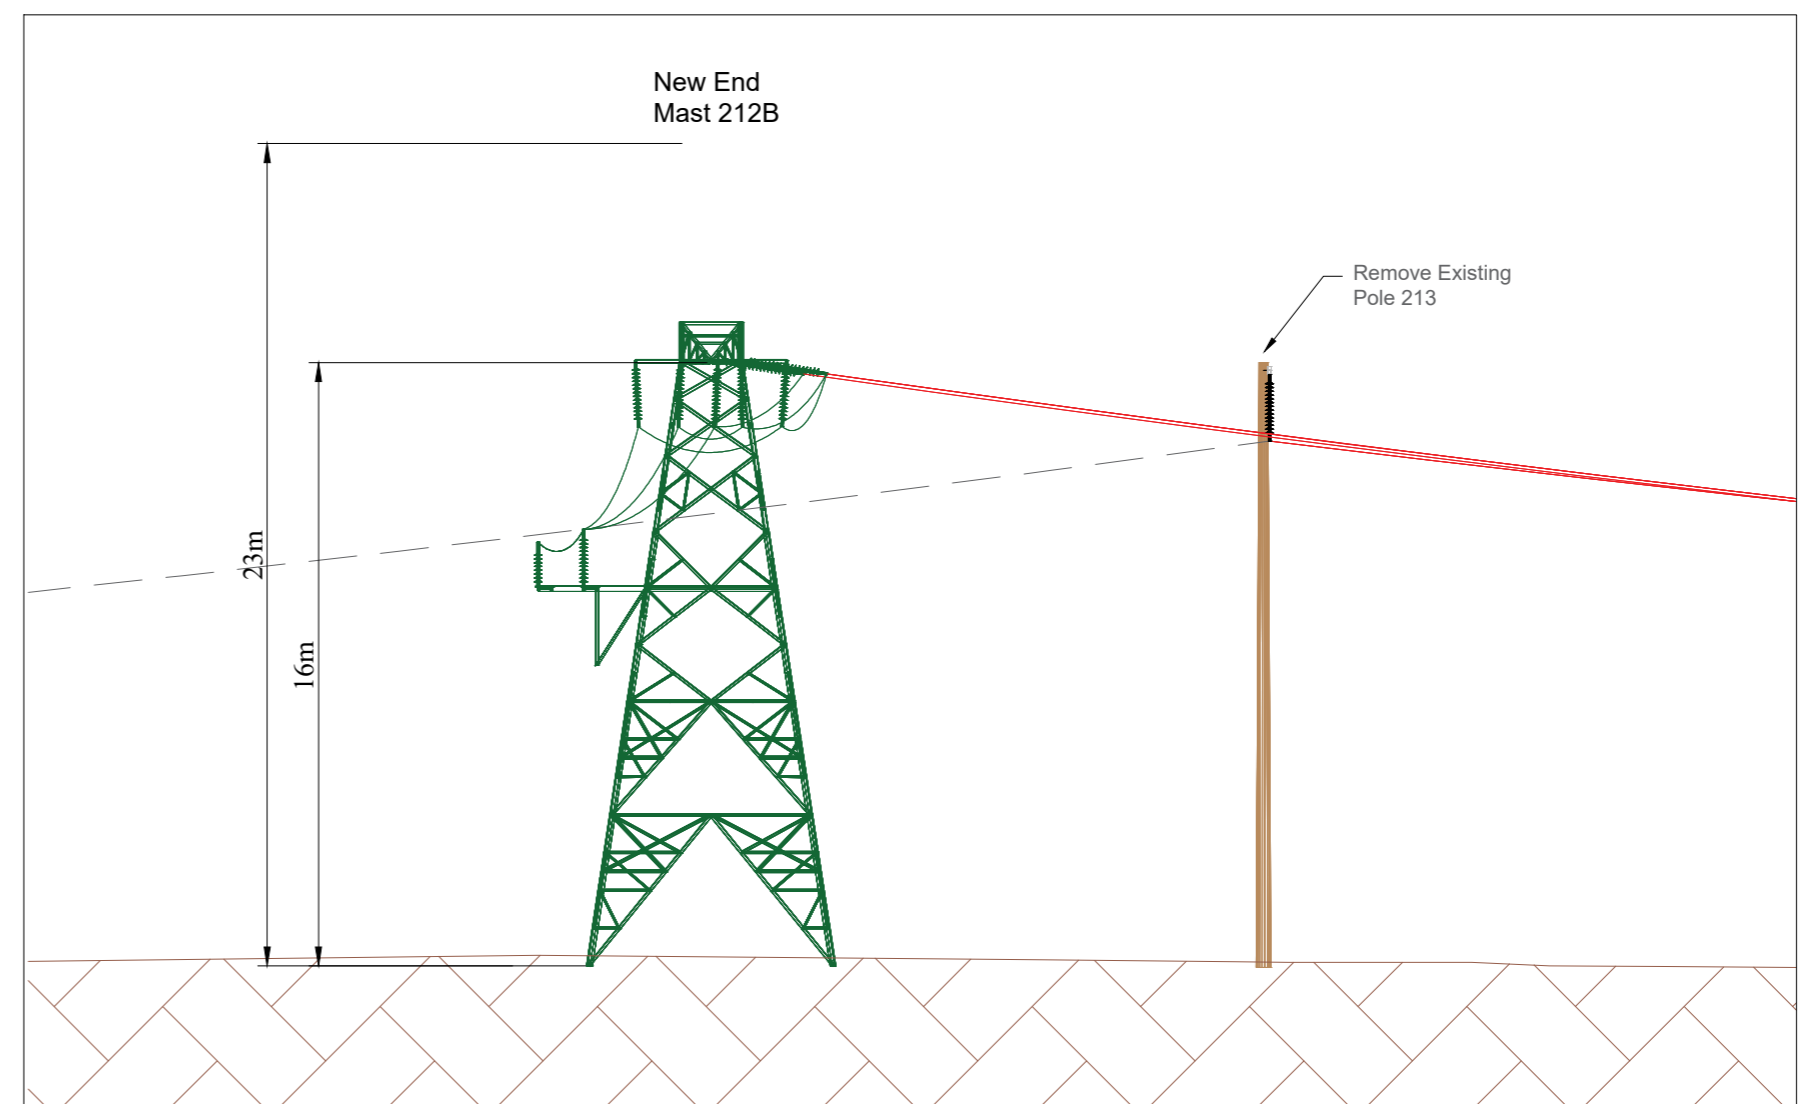 New End
Mast 212B
Remove Existing
Pole 213
23m
16m